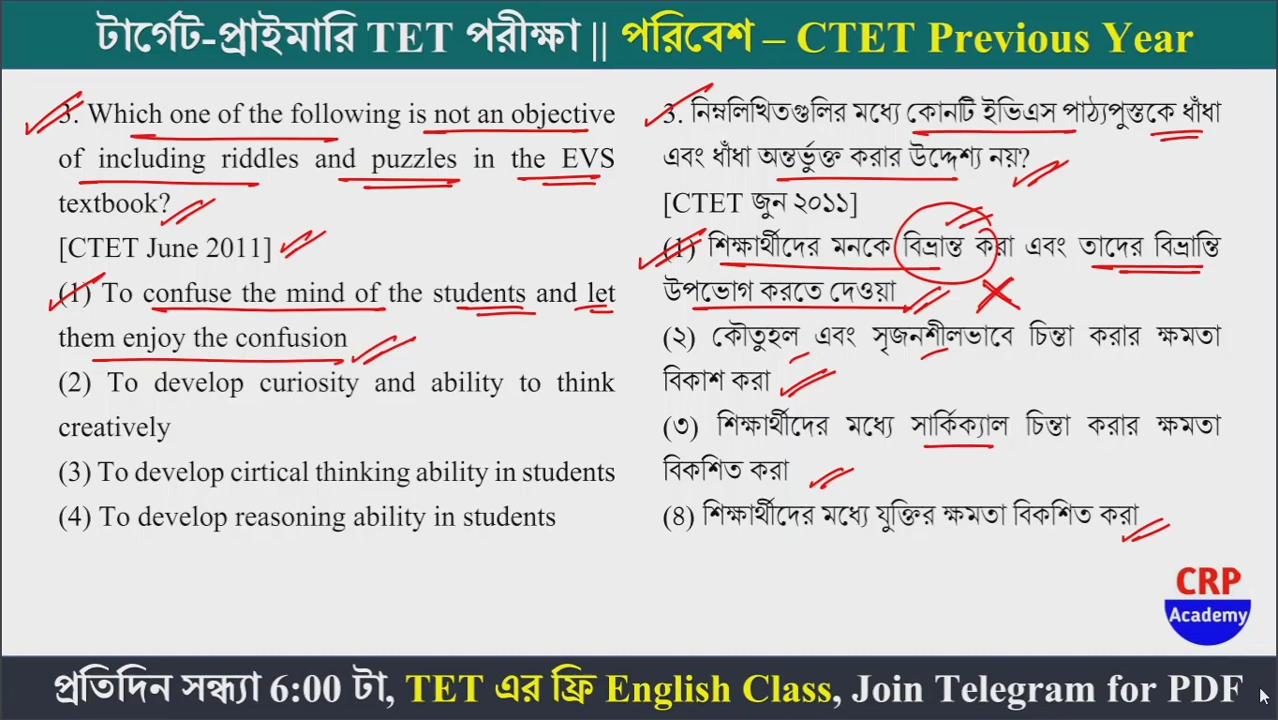 টার্গেট-প্রাইমারি TET পরীক্ষা || পরিবেশ – CTET Previous Year
3. Which one of the following is not an objective
of including riddles and puzzles in the EVS
textbook?
[CTET June 2011]
(1) To confuse the mind of the students and let
them enjoy the confusion
(2) To develop curiosity and ability to think
creatively
(3) To develop cirtical thinking ability in students
(4) To develop reasoning ability in students
3. নিম্নলিখিতগুলির মধ্যে কোনটি ইভিএস পাঠ্যপুস্তকে ধাঁধা
এবং ধাঁধা অন্তর্ভুক্ত করার উদ্দেশ্য নয়?
[CTET জুন ২০১১]
(1) শিক্ষার্থীদের মনকে বিভ্রান্ত করা এবং তাদের বিভ্রান্তি
উপভোগ করতে দেওয়া
(২) কৌতুহল এবং সৃজনশীলভাবে চিন্তা করার ক্ষমতা
বিকাশ করা
(৩) শিক্ষার্থীদের মধ্যে সার্কিক্যাল চিন্তা করার ক্ষমতা
বিকশিত করা
(8) শিক্ষার্থীদের মধ্যে যুক্তির ক্ষমতা বিকশিত করা
CRP
Academy
প্রতিদিন সন্ধ্যা 6:00 টা, TET এর ফ্রি English Class, Join Telegram for PDF